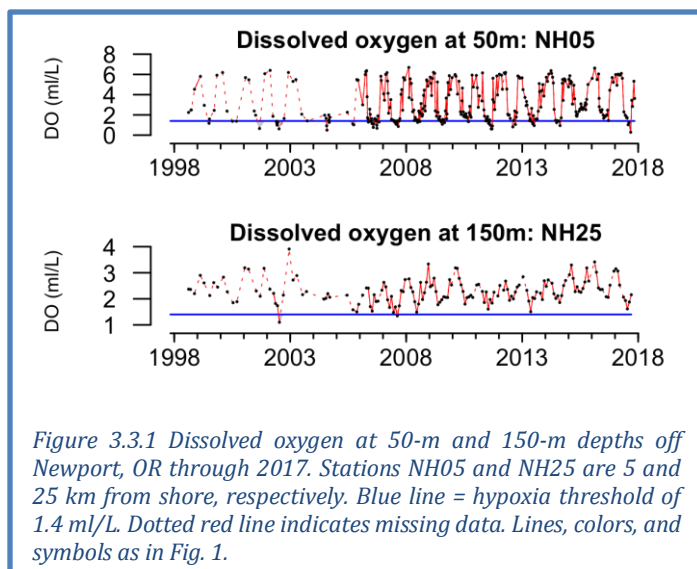 Dissolved oxygen at 50m: NH05
DO (ml/L)
8
6
4
2
0
1998 2003 2008 2013 2018
Dissolved oxygen at 150m: NH25
DO (ml/L)
4
3
2
1
1998 2003 2008 2013 2018
Figure 3.3.1 Dissolved oxygen at 50-m and 150-m depths off
Newport, OR through 2017. Stations NH05 and NH25 are 5 and
25 km from shore, respectively. Blue line = hypoxia threshold of
1.4 ml/L. Dotted red line indicates missing data. Lines, colors, and
symbols as in Fig. 1.